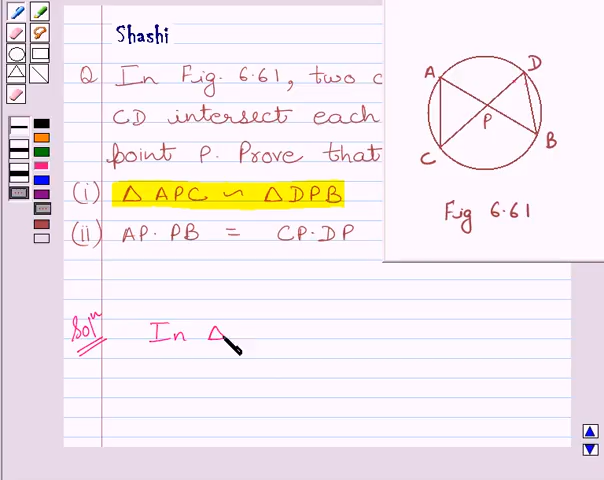 Shashi
Q In Fig 6.61, two c
CD intersect each
point P. Prove that
(i) △ APC ∽ △ DPB
(ii) AP. PB = CP. DP
A
D
P
C
B
Fig 6.61
Solⁿ In △